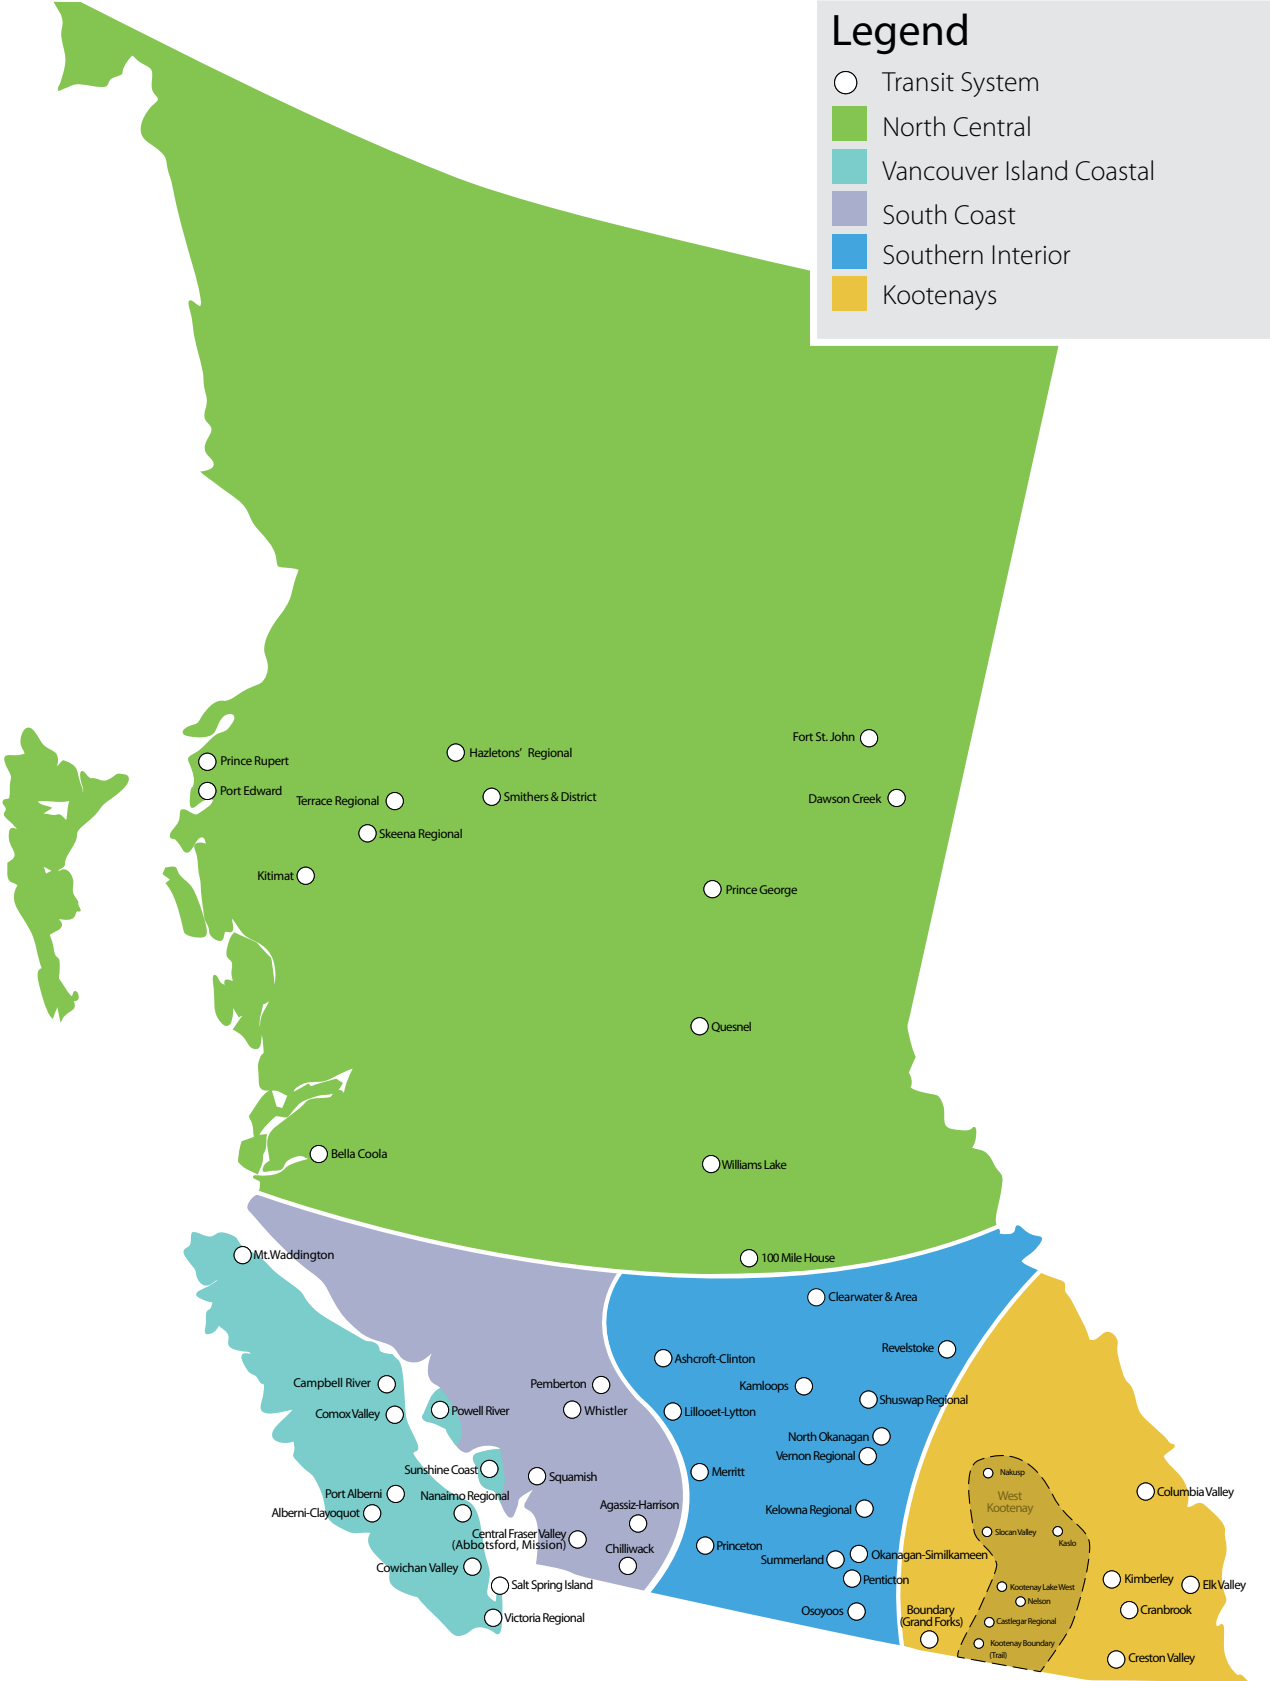 Legend
Transit System
North Central
Vancouver Island Coastal
South Coast
Southern Interior
Kootenays
Fort St. John
Hazletons' Regional
Prince Rupert
Port Edward
Terrace Regional
Smithers & District
Dawson Creek
Skeena Regional
Kitimat
Prince George
Quesnel
Bella Coola
Williams Lake
Mt.Waddington
100 Mile House
Clearwater & Area
Revelstoke
Ashcroft-Clinton
Campbell River
Pemberton
Kamloops
Shuswap Regional
Comox Valley
Powell River
Whistler
Lillooet-Lytton
North Okanagan
Vernon Regional
Sunshine Coast
Squamish
Merritt
Nakusp
West
Kootenay
Columbia Valley
Port Alberni
Nanaimo Regional
Agassiz-Harrison
Kelowna Regional
Alberni-Clayoquot
Central Fraser Valley
(Abbotsford, Mission)
Slocan Valley
Kaslo
Chilliwack
Princeton
Summerland
Okanagan-Similkameen
Cowichan Valley
Salt Spring Island
Penticton
Kootenay Lake West
Kimberley
Elk Valley
Nelson
Victoria Regional
Osoyoos
Boundary
(Grand Forks)
Castlegar Regional
Cranbrook
Kootenay Boundary
(Trail)
Creston Valley